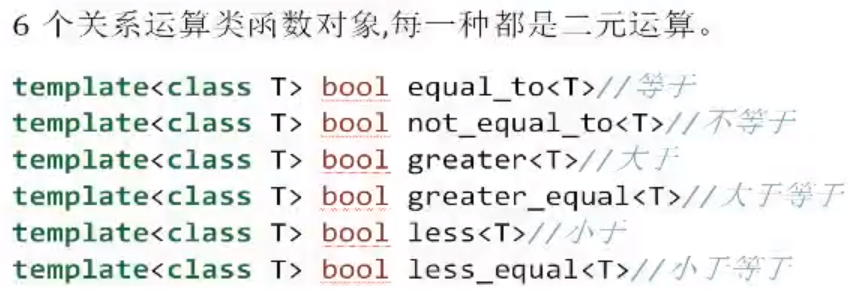 6 个关系运算类函数对象,每一种都是二元运算。
template<class T> bool equal_to<T>//等于
template<class T> bool not_equal_to<T>//不等于
template<class T> bool greater<T>//大于
template<class T> bool greater_equal<T>//大于等于
template<class T> bool less<T>//小于
template<class T> bool less_equal<T>//小于等于